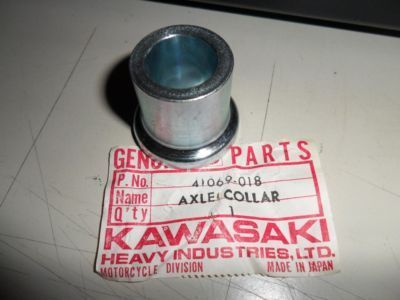 GENUINE PARTS
P. No. 41069-018
Name AXLE COLLAR
Q'ty 1
KAWASAKI
HEAVY INDUSTRIES, LTD.
MOTORCYCLE DIVISION MADE IN JAPAN